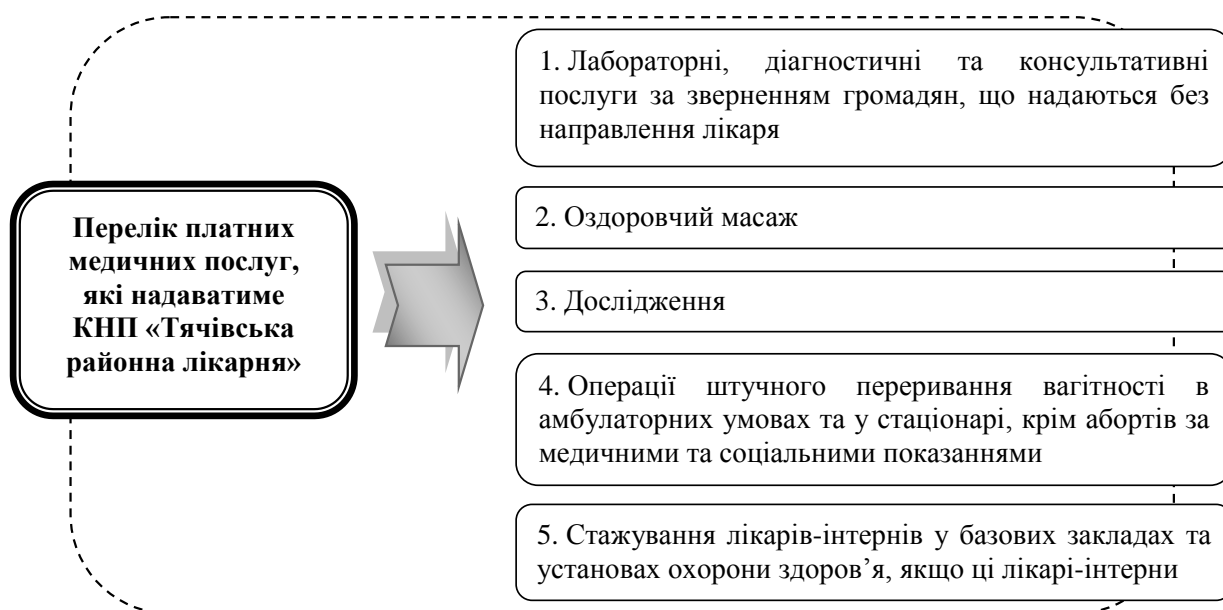 Перелік платних
медичних послуг,
які надаватиме
КНП «Тячівська
районна лікарня»
1. Лабораторні, діагностичні та консультативні
послуги за зверненням громадян, що надаються без
направлення лікаря
2. Оздоровчий масаж
3. Дослідження
4. Операції штучного переривання вагітності в
амбулаторних умовах та у стаціонарі, крім абортів за
медичними та соціальними показаннями
5. Стажування лікарів-інтернів у базових закладах та
установах охорони здоров’я, якщо ці лікарі-інтерни